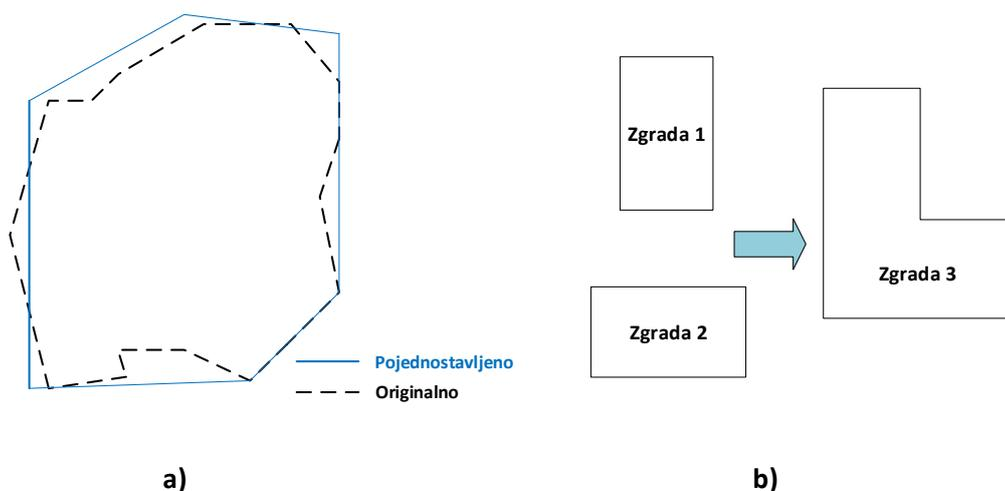 Zgrada 1
Zgrada 2
Zgrada 3
Pojednostavljeno
Originalno
a)
b)